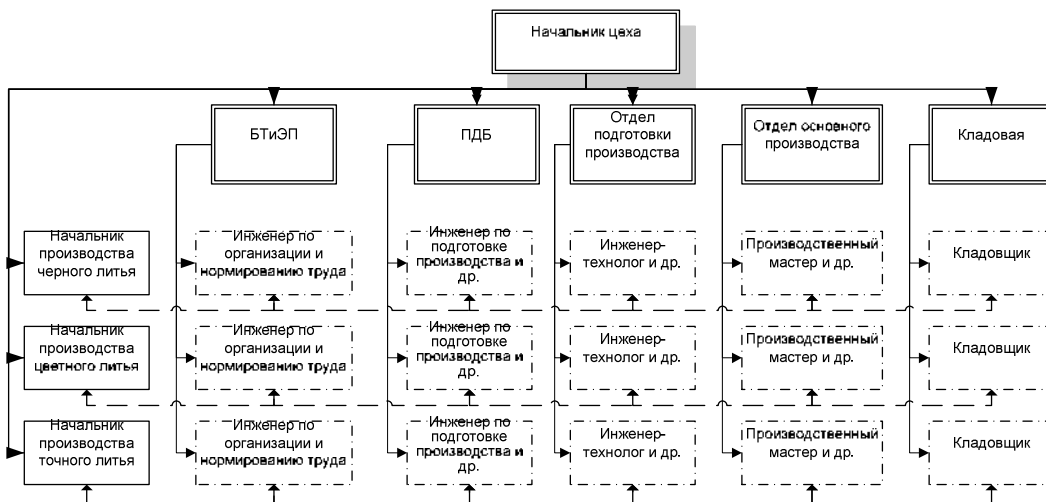 Начальник цеха
БТиЭП
ПДБ
Отдел
подготовки
производства
Отдел основного
производства
Кладовая
Начальник
производства
черного литья
Инженер по
организации и
нормированию труда
Инженер по
подготовке
производства и
др.
Инженер-
технолог и др.
Производственный
мастер и др.
Кладовщик
Начальник
производства
цветного литья
Инженер по
организации и
нормированию труда
Инженер по
подготовке
производства и
др.
Инженер-
технолог и др.
Производственный
мастер и др.
Кладовщик
Начальник
производства
точного литья
Инженер по
организации и
нормированию труда
Инженер по
подготовке
производства и
др.
Инженер-
технолог и др.
Производственный
мастер и др.
Кладовщик